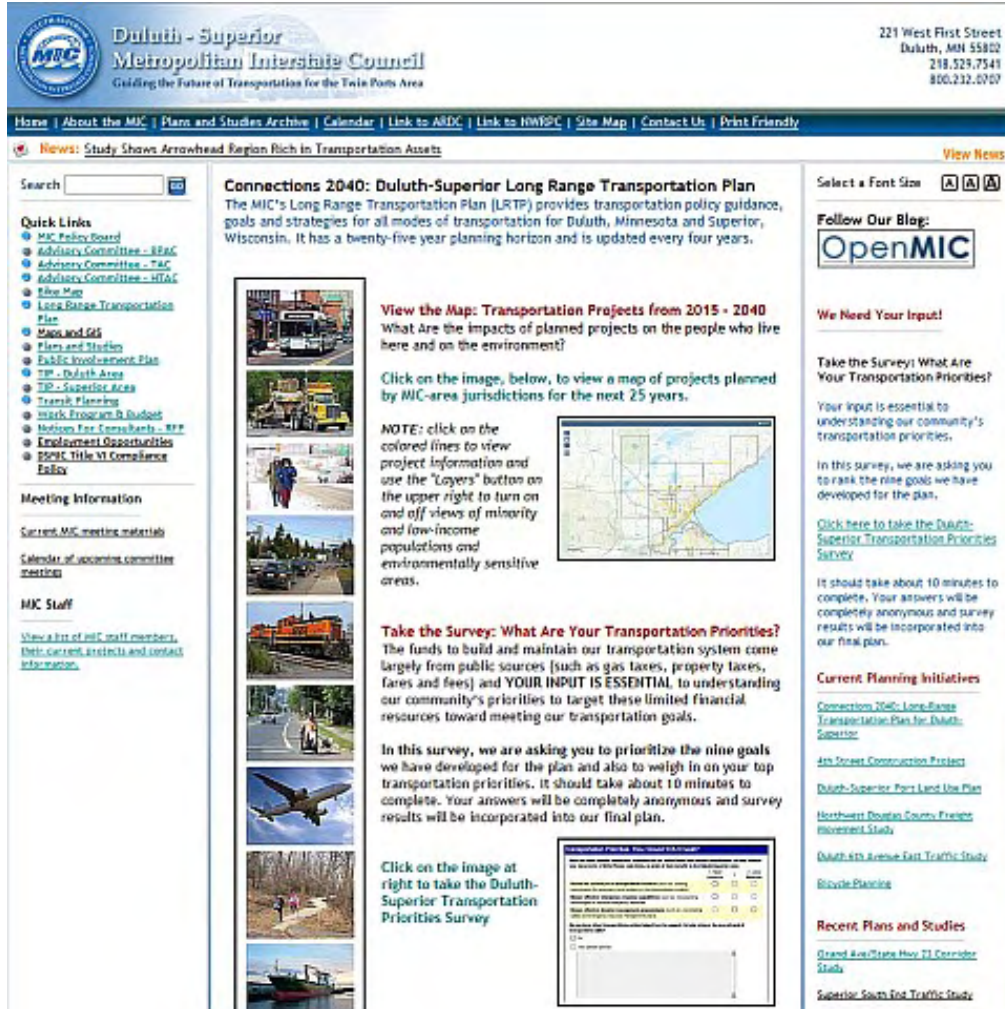 MIC
Duluth - Superior
Metropolitan Interstate Council
Guiding the Future of Transportation for the Twin Ports Area
221 West First Street
Duluth, MN 55802
218.529.7541
800.232.0707
Home | About the MIC | Plans and Studies Archive | Calendar | Link to ARDC | Link to NWRPC | Site Map | Contact Us | Print Friendly
News: Study Shows Arrowhead Region Rich in Transportation Assets
View News
Search GO
Quick Links
MIC Policy Board
Advisory Committee - BPAC
Advisory Committee - TAC
Advisory Committee - HTAC
Bike Map
Long Range Transportation
Plan
Maps and GIS
Plans and Studies
Public Involvement Plan
TIP - Duluth Area
TIP - Superior Area
Transit Planning
Work Program & Budget
Notices For Consultants - RFP
Employment Opportunities
DSMIC Title VI Compliance
Policy
Meeting Information
Current MIC meeting materials
Calendar of upcoming committee
meetings
MIC Staff
View a list of MIC staff members,
their current projects and contact
information.
Connections 2040: Duluth-Superior Long Range Transportation Plan
The MIC's Long Range Transportation Plan (LRTP) provides transportation policy guidance,
goals and strategies for all modes of transportation for Duluth, Minnesota and Superior,
Wisconsin. It has a twenty-five year planning horizon and is updated every four years.
View the Map: Transportation Projects from 2015 - 2040
What Are the impacts of planned projects on the people who live
here and on the environment?
Click on the image, below, to view a map of projects planned
by MIC-area jurisdictions for the next 25 years.
NOTE: click on the
colored lines to view
project information and
use the "Layers" button on
the upper right to turn on
and off views of minority
and low-income
populations and
environmentally sensitive
areas.
Take the Survey: What Are Your Transportation Priorities?
The funds to build and maintain our transportation system come
largely from public sources (such as gas taxes, property taxes,
fares and fees) and YOUR INPUT IS ESSENTIAL to understanding
our community's priorities to target these limited financial
resources toward meeting our transportation goals.
In this survey, we are asking you to prioritize the nine goals
we have developed for the plan and also to weigh in on your top
transportation priorities. It should take about 10 minutes to
complete. Your answers will be completely anonymous and survey
results will be incorporated into our final plan.
Click on the image at
right to take the Duluth-
Superior Transportation
Priorities Survey
Select a Font Size A A A
Follow Our Blog:
OpenMIC
We Need Your Input!
Take the Survey: What Are
Your Transportation Priorities?
Your input is essential to
understanding our community's
transportation priorities.
In this survey, we are asking you
to rank the nine goals we have
developed for the plan.
Click here to take the Duluth-
Superior Transportation Priorities
Survey
It should take about 10 minutes to
complete. Your answers will be
completely anonymous and survey
results will be incorporated into
our final plan.
Current Planning Initiatives
Connections 2040: Long-Range
Transportation Plan for Duluth-
Superior
4th Street Construction Project
Duluth-Superior Port Land Use Plan
Northwest Douglas County Freight
Movement Study
Duluth 6th Avenue East Traffic Study
Bicycle Planning
Recent Plans and Studies
Grand Ave/State Hwy 23 Corridor
Study
Superior South End Traffic Study